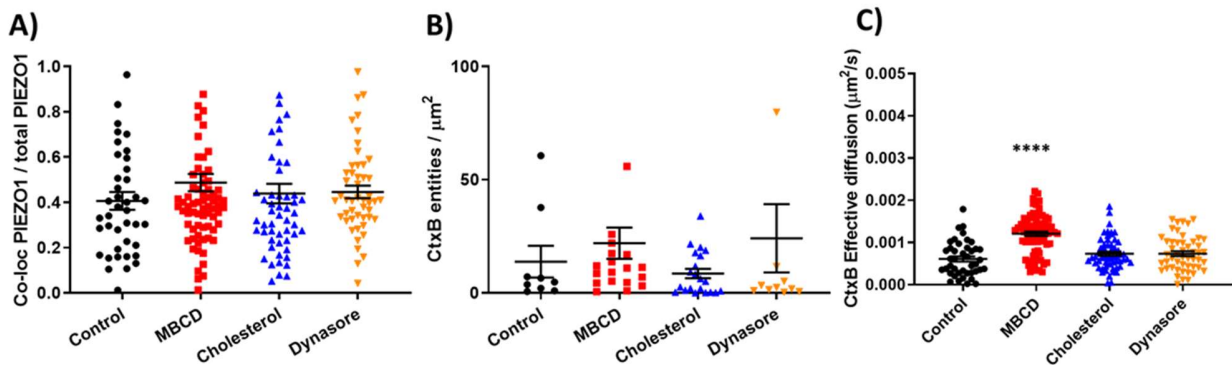 A)
Co-loc PIEZO1 / total PIEZO1
1.0
0.8
0.6
0.4
0.2
0.0
Control
MBCD
Cholesterol
Dynasore
B)
CtxB entities / μm²
100
50
0
Control
MBCD
Cholesterol
Dynasore
C)
CtxB Effective diffusion (μm²/s)
0.005
0.004
0.003
0.002
0.001
0.000
****
Control
MBCD
Cholesterol
Dynasore